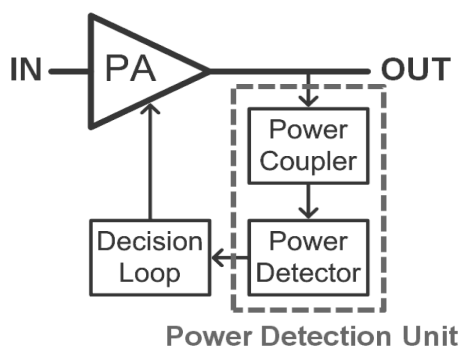 IN
PA
OUT
Power
Coupler
Decision
Loop
Power
Detector
Power Detection Unit